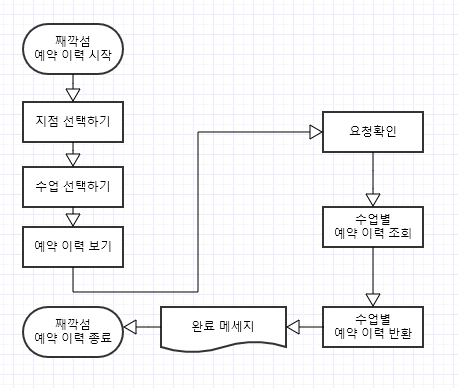 째깍섬
예약 이력 시작
지점 선택하기
수업 선택하기
예약 이력 보기
요청확인
수업별
예약 이력 조회
수업별
예약 이력 반환
완료 메세지
째깍섬
예약 이력 종료